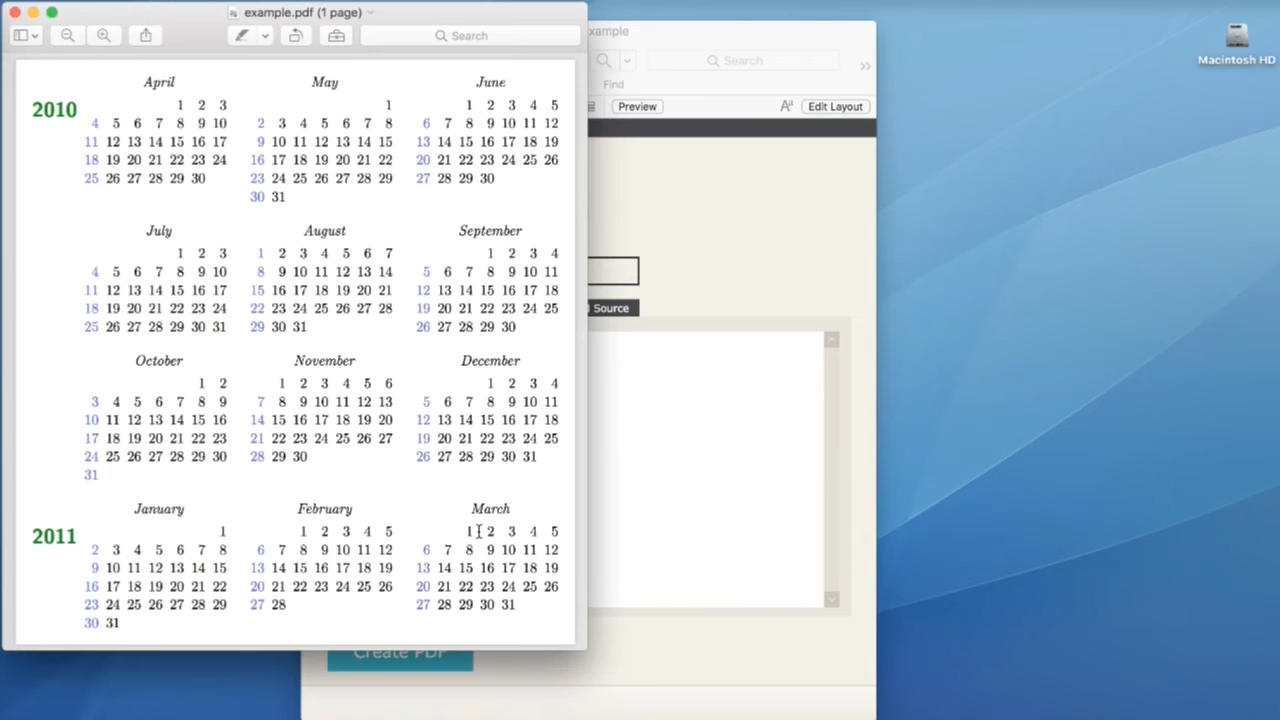 example.pdf (1 page)
Search
April May June
2010
1 2 3 1 1 2 3 4 5
4 5 6 7 8 9 10 2 3 4 5 6 7 8 6 7 8 9 10 11 12
11 12 13 14 15 16 17 9 10 11 12 13 14 15 13 14 15 16 17 18 19
18 19 20 21 22 23 24 16 17 18 19 20 21 22 20 21 22 23 24 25 26
25 26 27 28 29 30 23 24 25 26 27 28 29 27 28 29 30
30 31
July August September
1 2 3 1 2 3 4 5 6 7 1 2 3 4
4 5 6 7 8 9 10 8 9 10 11 12 13 14 5 6 7 8 9 10 11
11 12 13 14 15 16 17 15 16 17 18 19 20 21 12 13 14 15 16 17 18
18 19 20 21 22 23 24 22 23 24 25 26 27 28 19 20 21 22 23 24 25
25 26 27 28 29 30 31 29 30 31 26 27 28 29 30
October November December
1 2 1 2 3 4 5 6 1 2 3 4
3 4 5 6 7 8 9 7 8 9 10 11 12 13 5 6 7 8 9 10 11
10 11 12 13 14 15 16 14 15 16 17 18 19 20 12 13 14 15 16 17 18
17 18 19 20 21 22 23 21 22 23 24 25 26 27 19 20 21 22 23 24 25
24 25 26 27 28 29 30 28 29 30 26 27 28 29 30 31
31
January February March
2011
1 1 2 3 4 5 1 2 3 4 5
2 3 4 5 6 7 8 6 7 8 9 10 11 12 6 7 8 9 10 11 12
9 10 11 12 13 14 15 13 14 15 16 17 18 19 13 14 15 16 17 18 19
16 17 18 19 20 21 22 20 21 22 23 24 25 26 20 21 22 23 24 25 26
23 24 25 26 27 28 29 27 28 27 28 29 30 31
30 31
Search
Find
Preview
Aa Edit Layout
Source
Create PDF
Macintosh HD